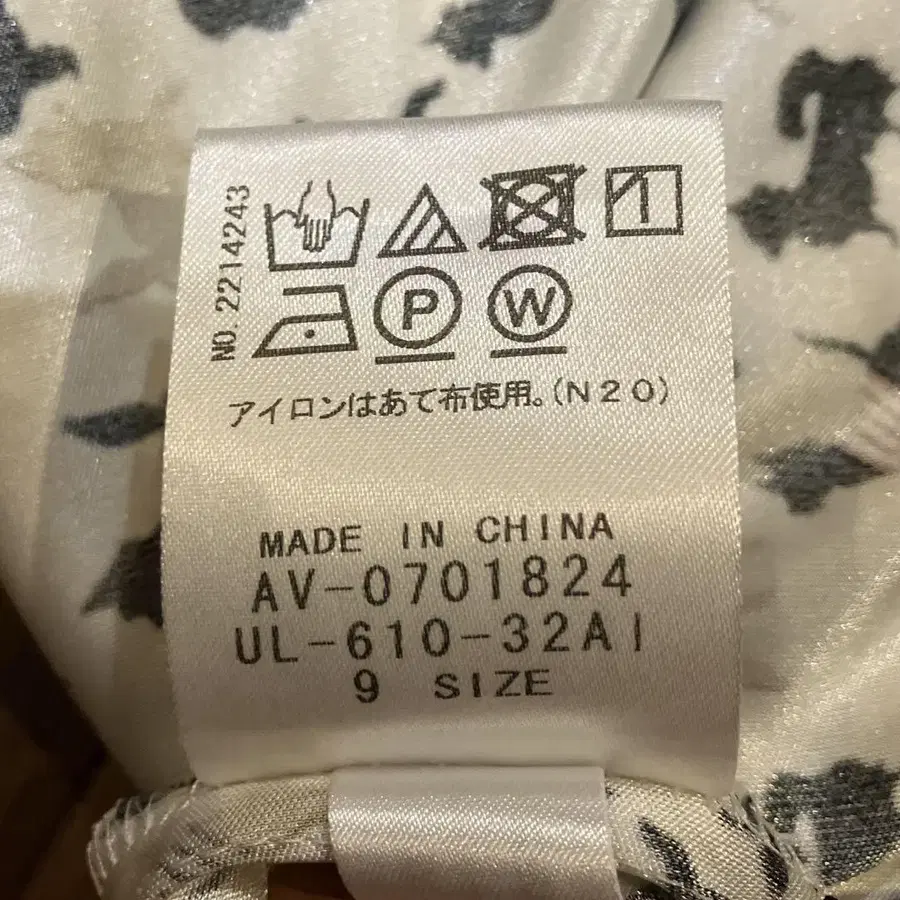 NO. 2214243
P W
アイロンはあて布使用。(N20)
MADE IN CHINA
AV-0701824
UL-610-32AI
9 SIZE